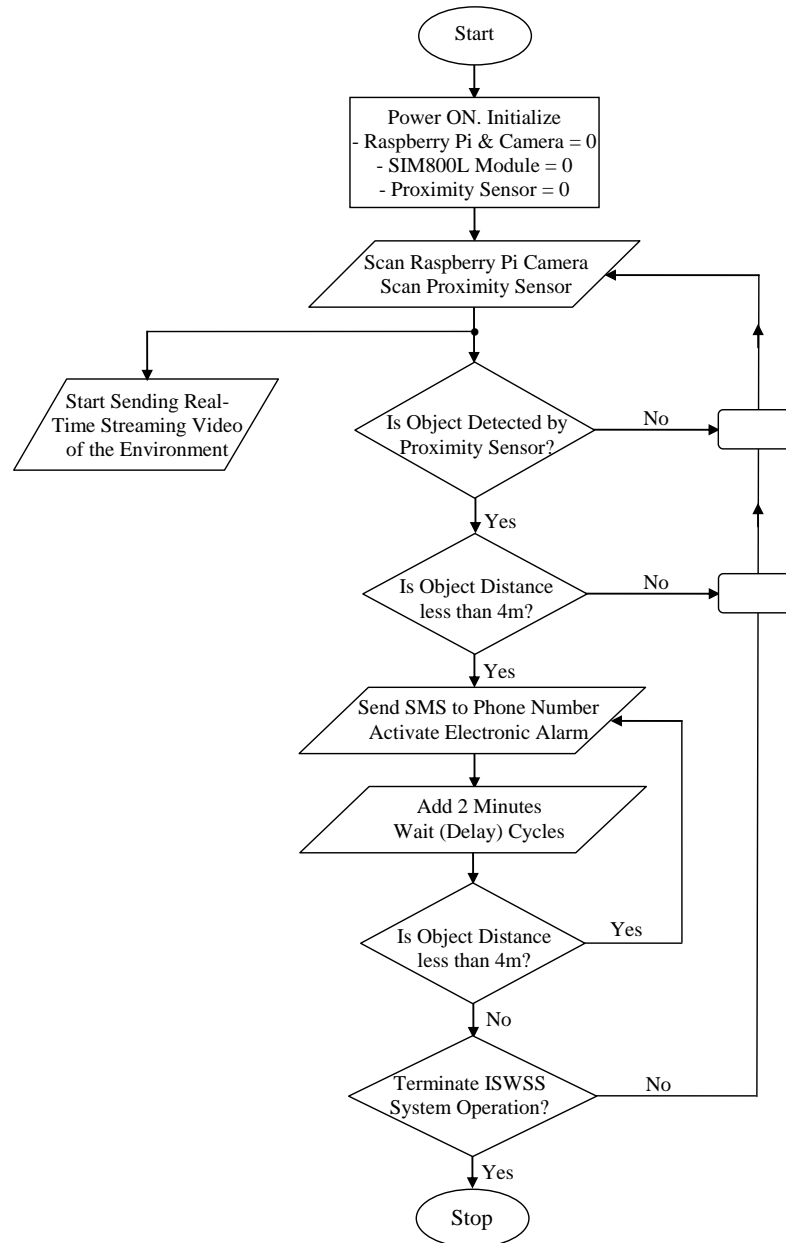 Start
Power ON. Initialize
- Raspberry Pi & Camera = 0
- SIM800L Module = 0
- Proximity Sensor = 0
Scan Raspberry Pi Camera
Scan Proximity Sensor
Start Sending Real-
Time Streaming Video
of the Environment
Is Object Detected by
Proximity Sensor?
No
Yes
Is Object Distance
less than 4m?
No
Yes
Send SMS to Phone Number
Activate Electronic Alarm
Add 2 Minutes
Wait (Delay) Cycles
Is Object Distance
less than 4m?
Yes
No
Terminate ISWSS
System Operation?
No
Yes
Stop